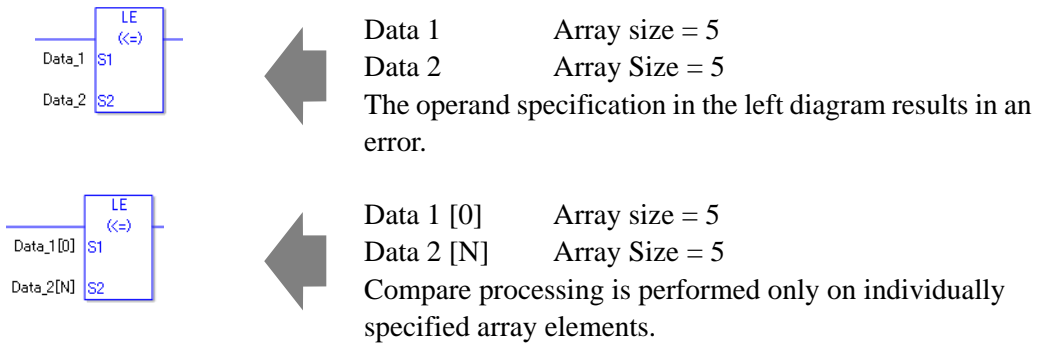 LE
(<=)
Data_1 S1
Data_2 S2
Data 1 Array size = 5
Data 2 Array Size = 5
The operand specification in the left diagram results in an
error.
LE
(<=)
Data_1[0] S1
Data_2[N] S2
Data 1 [0] Array size = 5
Data 2 [N] Array Size = 5
Compare processing is performed only on individually
specified array elements.